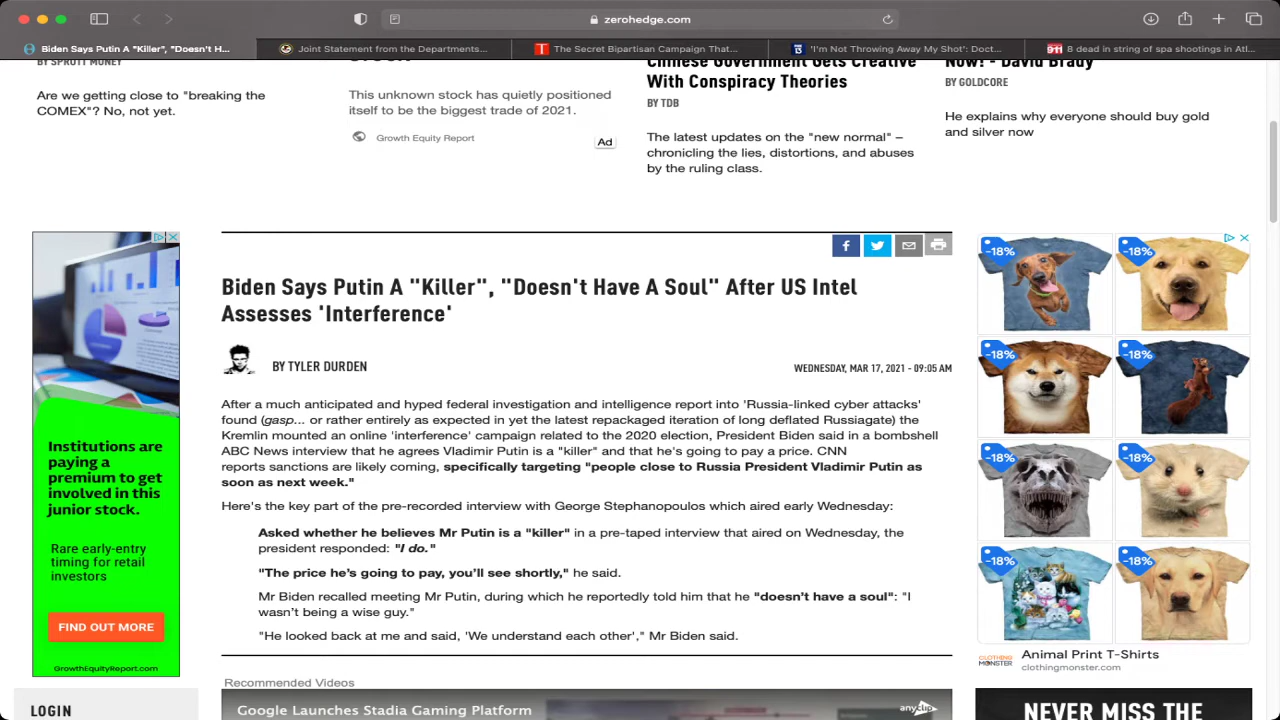 zerohedge.com
Biden Says Putin A "Killer", "Doesn't H...
Joint Statement from the Departments...
The Secret Bipartisan Campaign That...
'I'm Not Throwing Away My Shot': Doct...
8 dead in string of spa shootings in Atl...
BY SPROTT MONEY
Are we getting close to "breaking the
COMEX"? No, not yet.
This unknown stock has quietly positioned
itself to be the biggest trade of 2021.
Growth Equity Report
Ad
Chinese Government Gets Creative
With Conspiracy Theories
BY TDB
The latest updates on the "new normal" –
chronicling the lies, distortions, and abuses
by the ruling class.
Now! - David Brady
BY GOLDCORE
He explains why everyone should buy gold
and silver now
Institutions are
paying a
premium to get
involved in this
junior stock.
Rare early-entry
timing for retail
investors
FIND OUT MORE
GrowthEquityReport.com
LOGIN
Biden Says Putin A "Killer", "Doesn't Have A Soul" After US Intel
Assesses 'Interference'
BY TYLER DURDEN
WEDNESDAY, MAR 17, 2021 - 09:05 AM
After a much anticipated and hyped federal investigation and intelligence report into 'Russia-linked cyber attacks'
found (gasp... or rather entirely as expected in yet the latest repackaged iteration of long deflated Russiagate) the
Kremlin mounted an online 'interference' campaign related to the 2020 election, President Biden said in a bombshell
ABC News interview that he agrees Vladimir Putin is a "killer" and that he's going to pay a price. CNN
reports sanctions are likely coming, specifically targeting "people close to Russia President Vladimir Putin as
soon as next week."
Here's the key part of the pre-recorded interview with George Stephanopoulos which aired early Wednesday:
Asked whether he believes Mr Putin is a "killer" in a pre-taped interview that aired on Wednesday, the
president responded: "I do."
"The price he's going to pay, you'll see shortly," he said.
Mr Biden recalled meeting Mr Putin, during which he reportedly told him that he "doesn't have a soul": "I
wasn't being a wise guy."
"He looked back at me and said, 'We understand each other'," Mr Biden said.
Recommended Videos
Google Launches Stadia Gaming Platform
anyclip
-18%
-18%
-18%
-18%
-18%
-18%
-18%
-18%
CLOTHING
MONSTER
Animal Print T-Shirts
clothingmonster.com
NEVER MISS THE